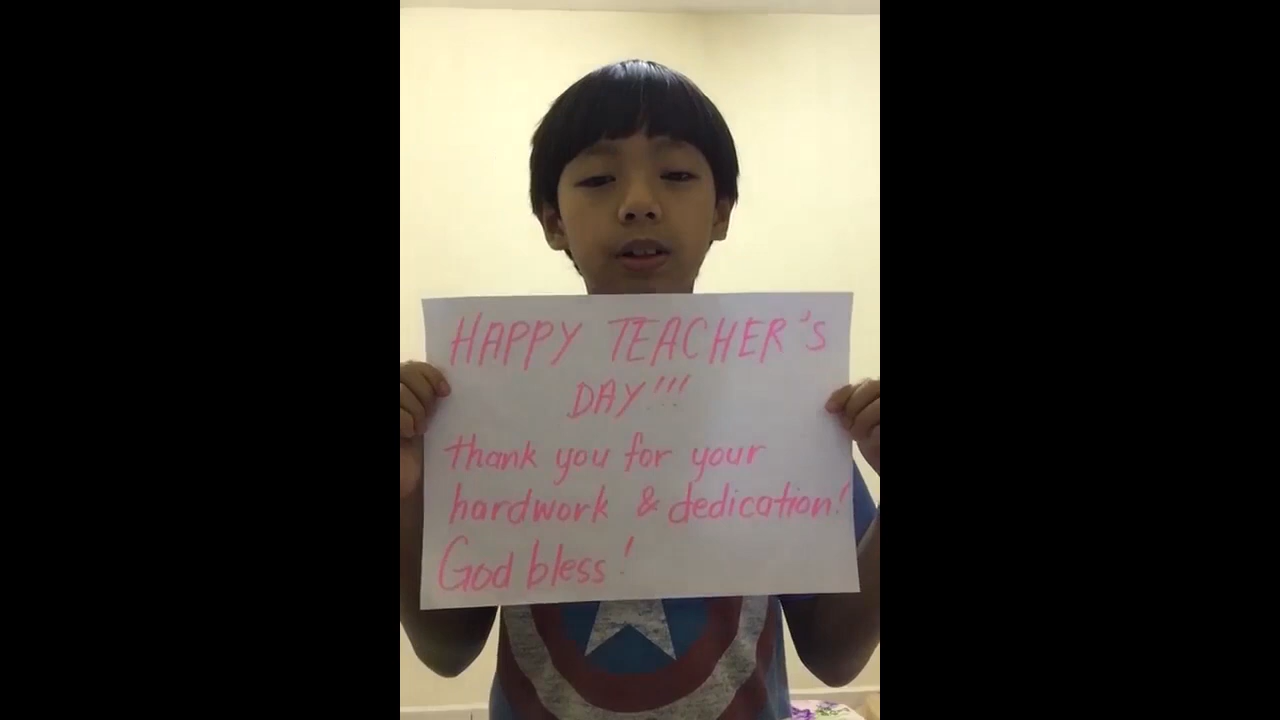 HAPPY TEACHER'S
DAY!!!
thank you for your
hardwork & dedication!
God bless!